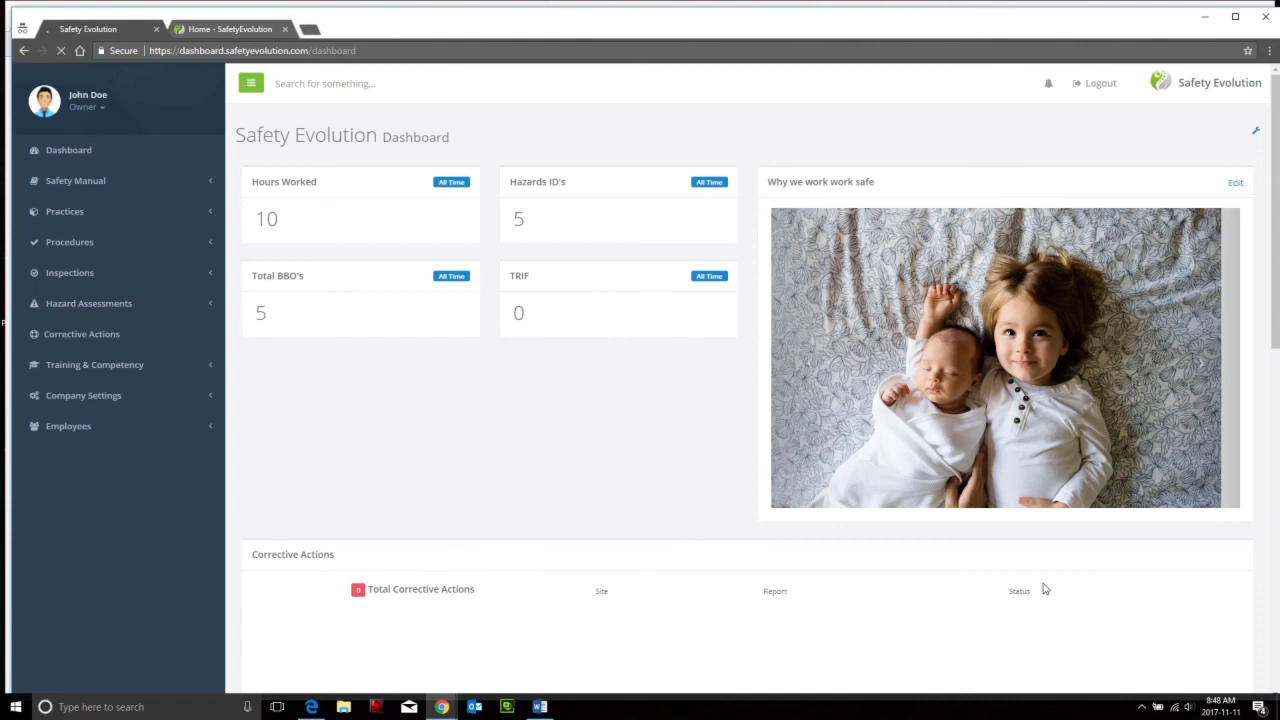 Safety Evolution
Home - SafetyEvolution
Secure https://dashboard.safetyevolution.com/dashboard
John Doe
Owner
Search for something...
Logout
Safety Evolution
Dashboard
Safety Manual
Practices
Procedures
Inspections
Hazard Assessments
Corrective Actions
Training & Competency
Company Settings
Employees
Safety Evolution Dashboard
Hours Worked All Time
10
Hazards ID's All Time
5
Total BBO's All Time
5
TRIF All Time
0
Why we work work safe Edit
Corrective Actions
0 Total Corrective Actions Site Report Status
Type here to search
8:48 AM
2017-11-11
4